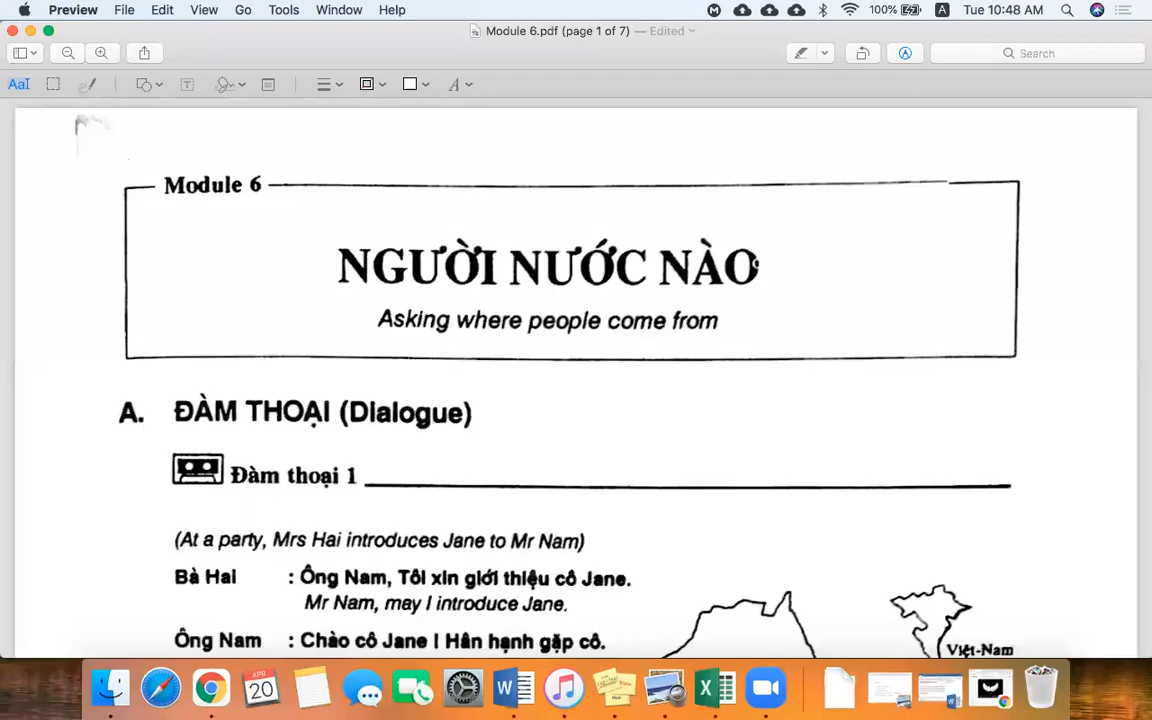 Preview File Edit View Go Tools Window Help 100% A Tue 10:48 AM
Module 6.pdf (page 1 of 7) — Edited
Search
AaI A
Module 6
NGƯỜI NƯỚC NÀO
Asking where people come from
A. ĐÀM THOẠI (Dialogue)
Đàm thoại 1
(At a party, Mrs Hai introduces Jane to Mr Nam)
Bà Hai : Ông Nam, Tôi xin giới thiệu cô Jane.
Mr Nam, may I introduce Jane.
Ông Nam : Chào cô Jane ! Hân hạnh gặp cô.
Việt-Nam
APR
20